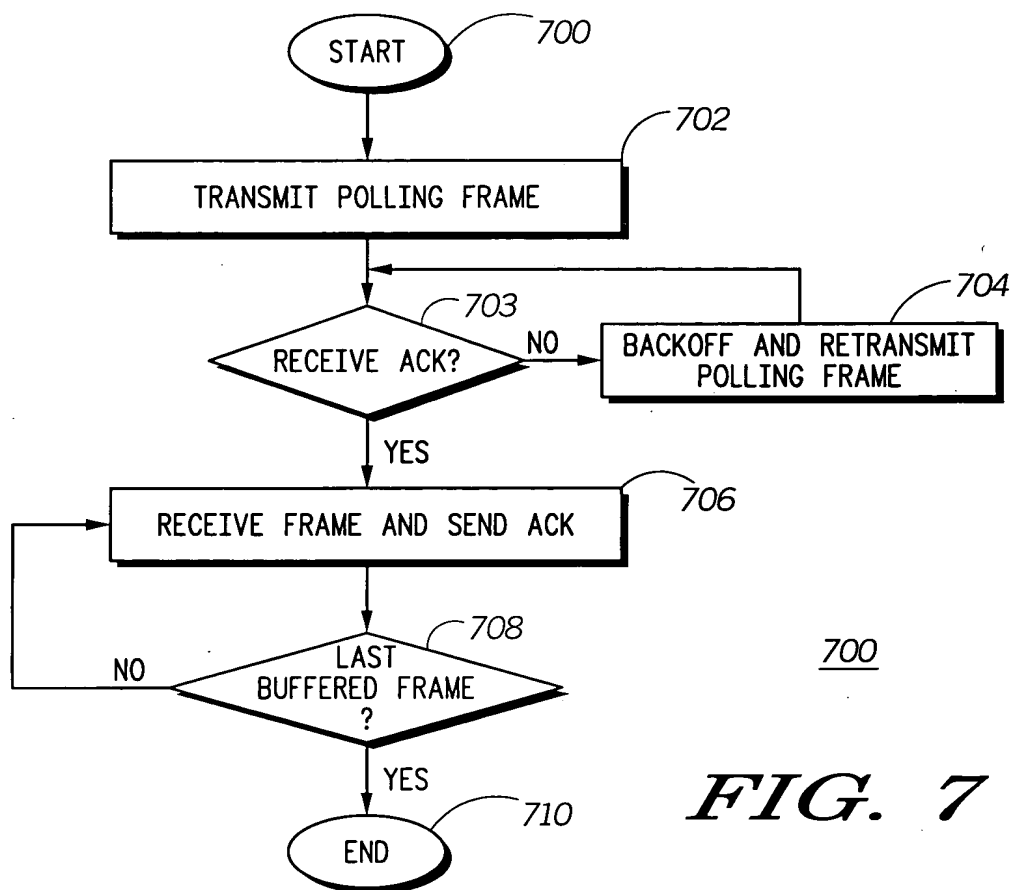 START
700
702
TRANSMIT POLLING FRAME
703
704
RECEIVE ACK?
NO
BACKOFF AND RETRANSMIT
POLLING FRAME
YES
706
RECEIVE FRAME AND SEND ACK
708
LAST
BUFFERED FRAME
?
NO
700
YES
710
END
FIG. 7